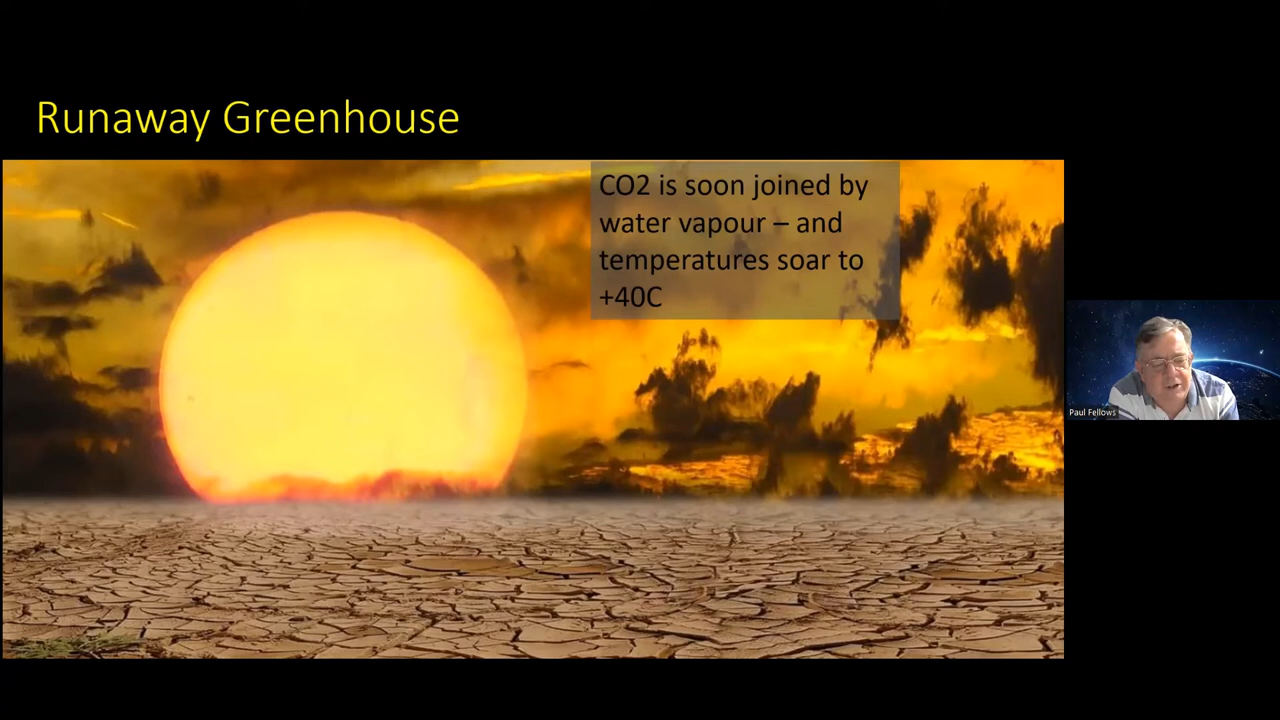 Runaway Greenhouse
CO2 is soon joined by
water vapour – and
temperatures soar to
+40C
Paul Fellows